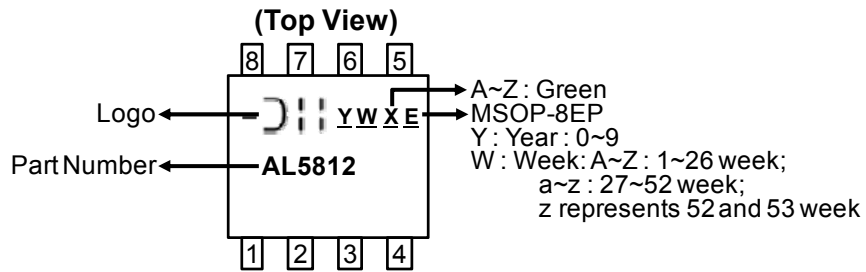 (Top View)
8 7 6 5
A~Z : Green
Logo Y W X E MSOP-8EP
Y : Year : 0~9
Part Number AL5812 W : Week: A~Z : 1~26 week;
a~z : 27~52 week;
z represents 52 and 53 week
1 2 3 4